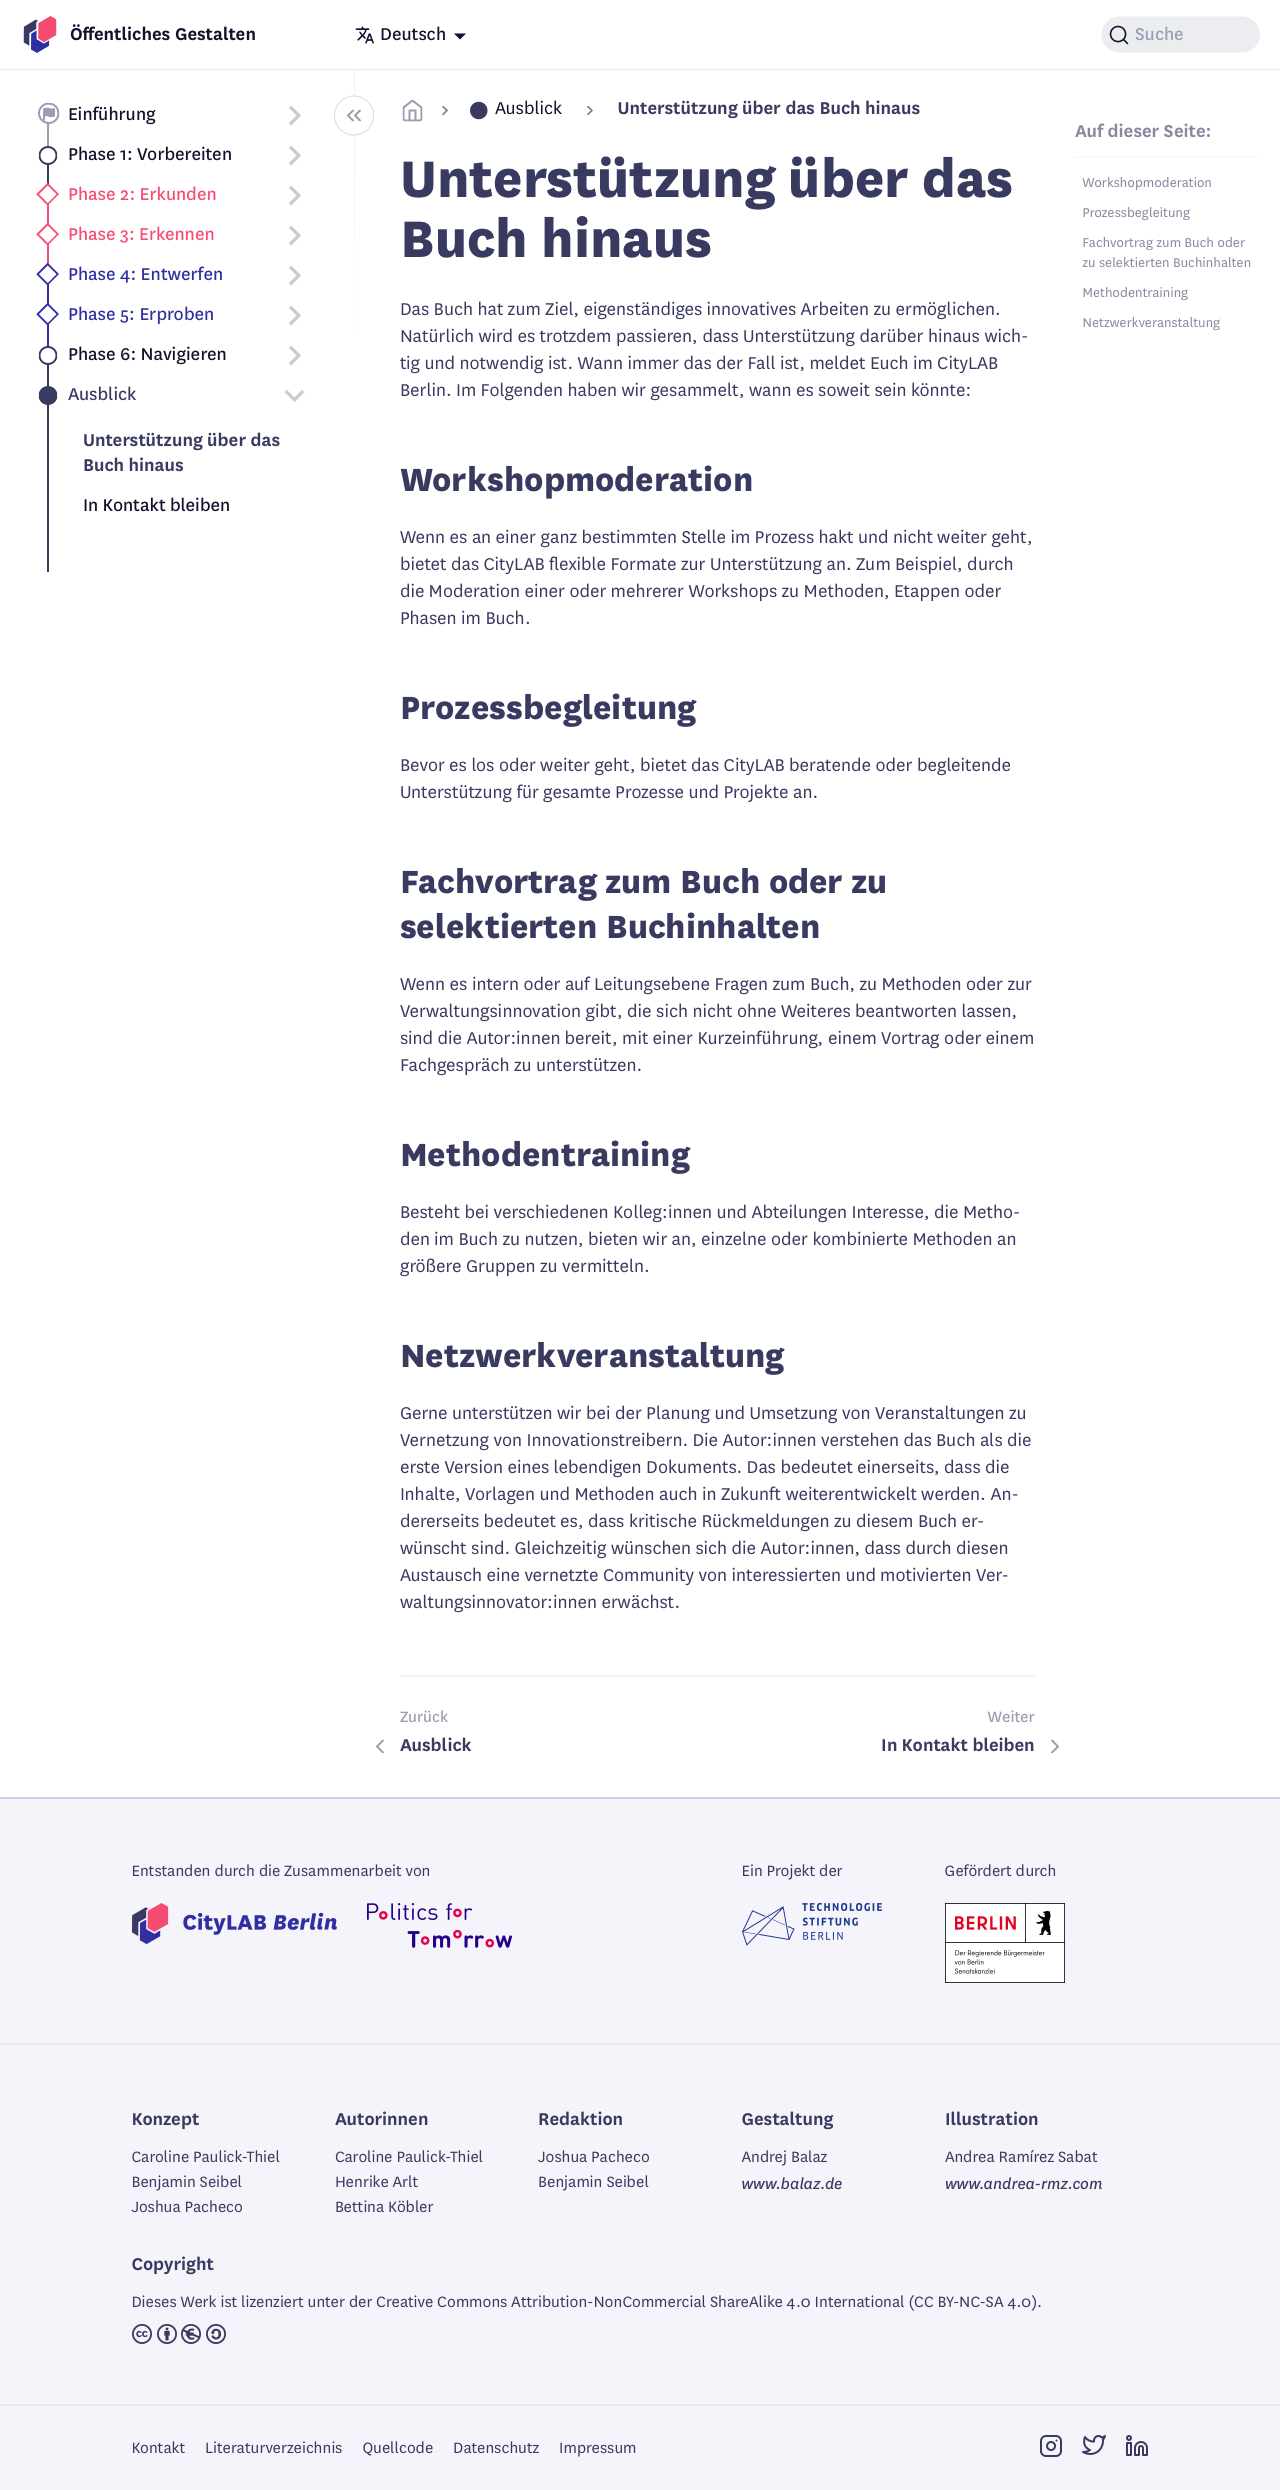 Öffentliches Gestalten
Deutsch
Suche
Einführung
Phase 1: Vorbereiten
Phase 2: Erkunden
Phase 3: Erkennen
Phase 4: Entwerfen
Phase 5: Erproben
Phase 6: Navigieren
Ausblick
Unterstützung über das
Buch hinaus
In Kontakt bleiben
Ausblick
Unterstützung über das Buch hinaus
Unterstützung über das
Buch hinaus
Das Buch hat zum Ziel, eigenständiges innovatives Arbeiten zu ermöglichen.
Natürlich wird es trotzdem passieren, dass Unterstützung darüber hinaus wich-
tig und notwendig ist. Wann immer das der Fall ist, meldet Euch im CityLAB
Berlin. Im Folgenden haben wir gesammelt, wann es soweit sein könnte:
Workshopmoderation
Wenn es an einer ganz bestimmten Stelle im Prozess hakt und nicht weiter geht,
bietet das CityLAB flexible Formate zur Unterstützung an. Zum Beispiel, durch
die Moderation einer oder mehrerer Workshops zu Methoden, Etappen oder
Phasen im Buch.
Prozessbegleitung
Bevor es los oder weiter geht, bietet das CityLAB beratende oder begleitende
Unterstützung für gesamte Prozesse und Projekte an.
Fachvortrag zum Buch oder zu
selektierten Buchinhalten
Wenn es intern oder auf Leitungsebene Fragen zum Buch, zu Methoden oder zur
Verwaltungsinnovation gibt, die sich nicht ohne Weiteres beantworten lassen,
sind die Autor:innen bereit, mit einer Kurzeinführung, einem Vortrag oder einem
Fachgespräch zu unterstützen.
Methodentraining
Besteht bei verschiedenen Kolleg:innen und Abteilungen Interesse, die Metho-
den im Buch zu nutzen, bieten wir an, einzelne oder kombinierte Methoden an
größere Gruppen zu vermitteln.
Netzwerkveranstaltung
Gerne unterstützen wir bei der Planung und Umsetzung von Veranstaltungen zu
Vernetzung von Innovationstreibern. Die Autor:innen verstehen das Buch als die
erste Version eines lebendigen Dokuments. Das bedeutet einerseits, dass die
Inhalte, Vorlagen und Methoden auch in Zukunft weiterentwickelt werden. An-
dererseits bedeutet es, dass kritische Rückmeldungen zu diesem Buch er-
wünscht sind. Gleichzeitig wünschen sich die Autor:innen, dass durch diesen
Austausch eine vernetzte Community von interessierten und motivierten Ver-
waltungsinnovator:innen erwächst.
Auf dieser Seite:
Workshopmoderation
Prozessbegleitung
Fachvortrag zum Buch oder
zu selektierten Buchinhalten
Methodentraining
Netzwerkveranstaltung
Zurück
Ausblick
Weiter
In Kontakt bleiben
Entstanden durch die Zusammenarbeit von
CityLAB Berlin
Politics for
Tomorrow
Ein Projekt der
TECHNOLOGIE
STIFTUNG
BERLIN
Gefördert durch
BERLIN
Der Regierende Bürgermeister
von Berlin
Senatskanzlei
Konzept
Caroline Paulick-Thiel
Benjamin Seibel
Joshua Pacheco
Autorinnen
Caroline Paulick-Thiel
Henrike Arlt
Bettina Köbler
Redaktion
Joshua Pacheco
Benjamin Seibel
Gestaltung
Andrej Balaz
www.balaz.de
Illustration
Andrea Ramírez Sabat
www.andrea-rmz.com
Copyright
Dieses Werk ist lizenziert unter der Creative Commons Attribution-NonCommercial ShareAlike 4.0 International (CC BY-NC-SA 4.0).
cc
Kontakt
Literaturverzeichnis
Quellcode
Datenschutz
Impressum